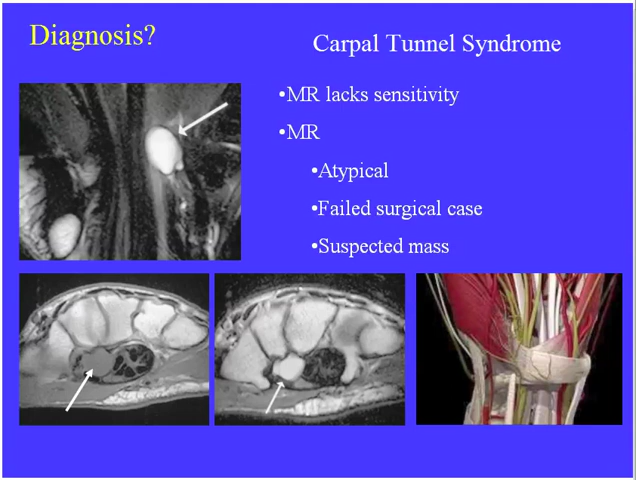 Diagnosis?
Carpal Tunnel Syndrome
•MR lacks sensitivity
•MR
•Atypical
•Failed surgical case
•Suspected mass